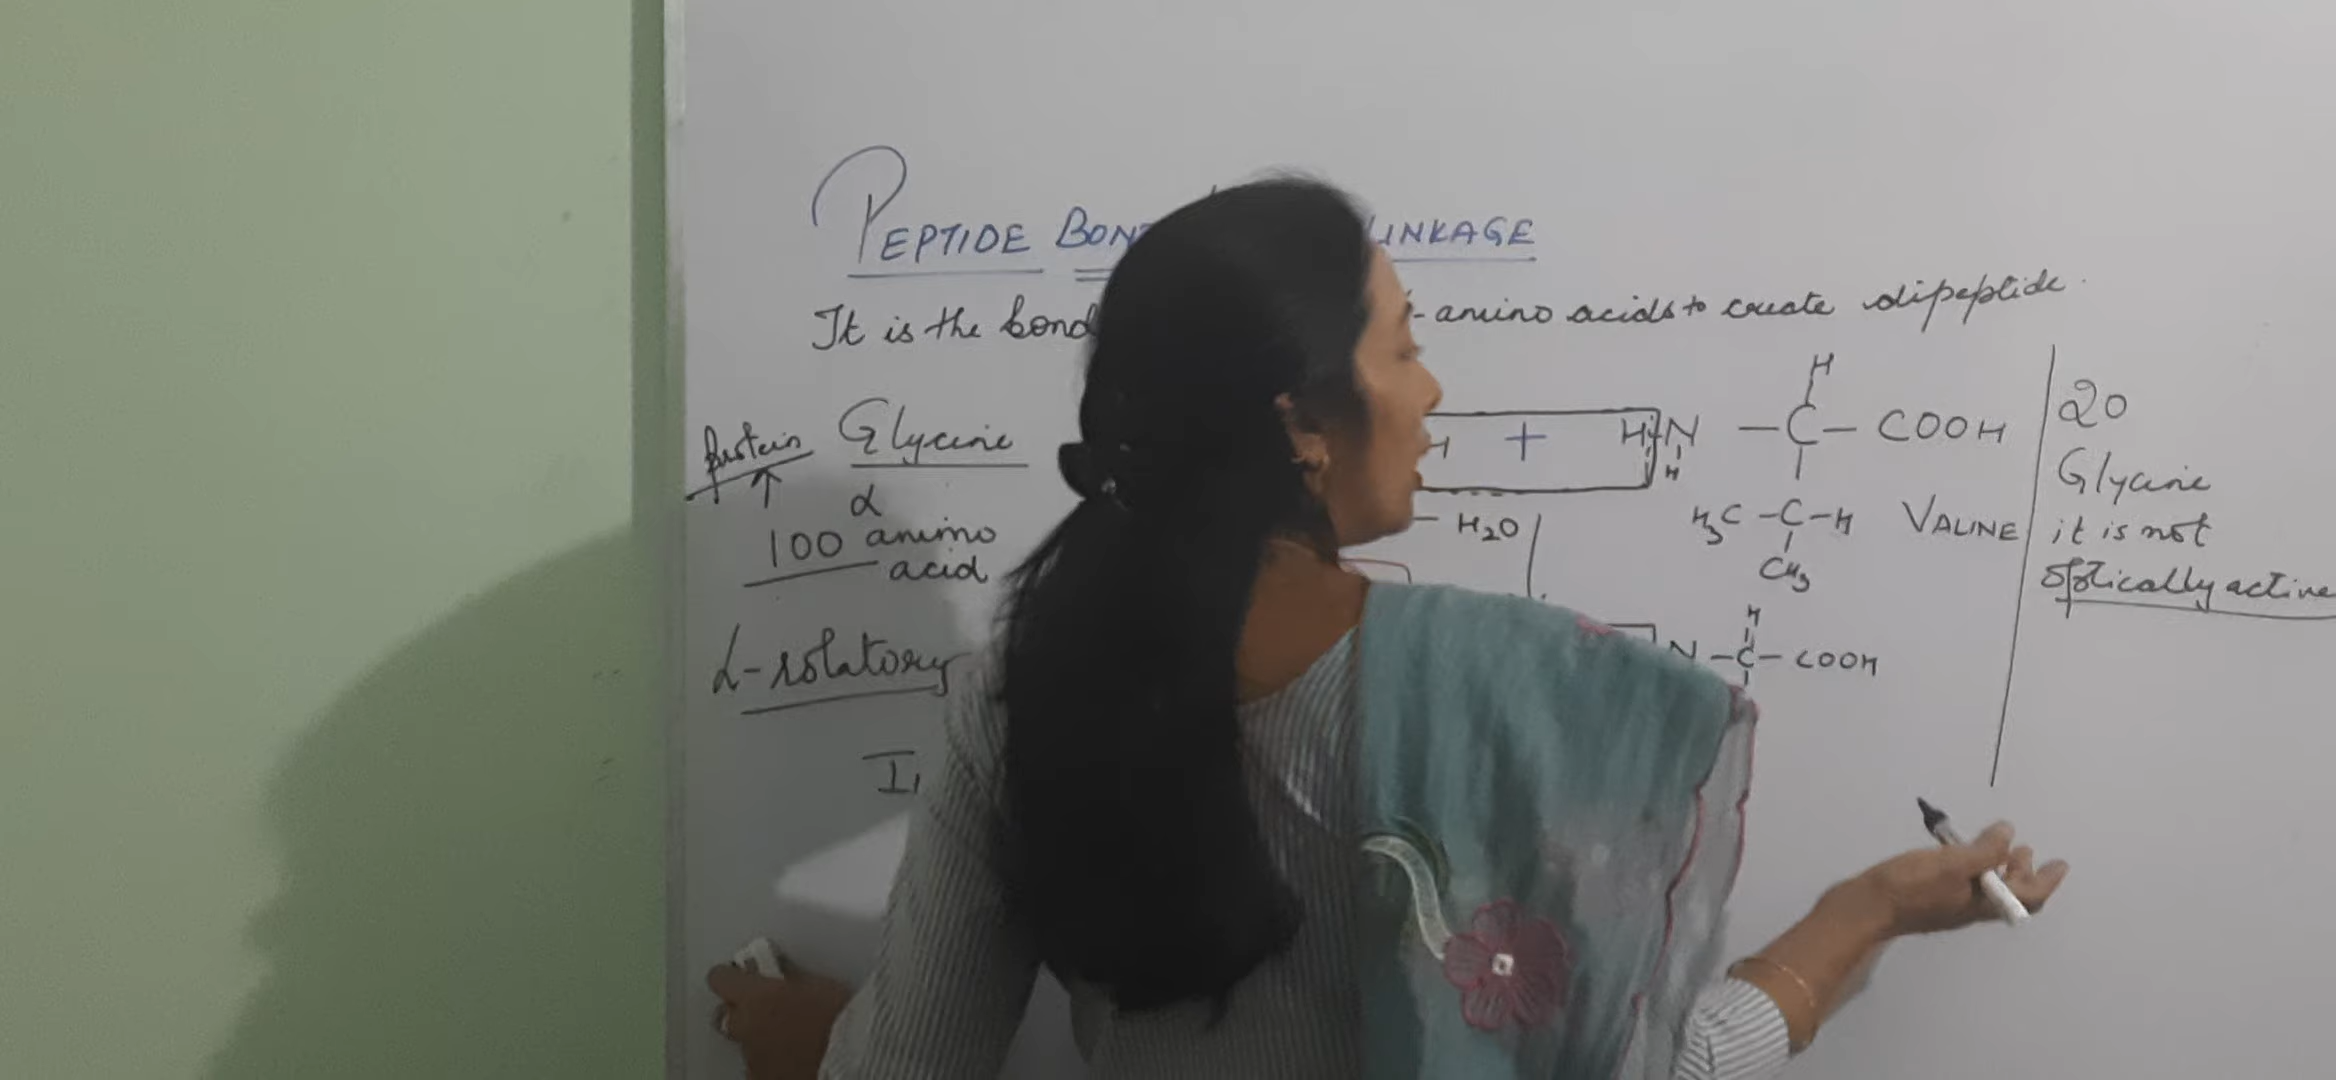 PEPTIDE BOND LINKAGE
It is the bond - amino acids to create dipeptide.
Protein
↑
100 amino
acid
Glycine
α
L-rotatory
H + H-N - C - COOH
H
H
H3C - C - H
CH3
VALINE
- H2O
H
N - C - COOH
20
Glycine
it is not
optically active